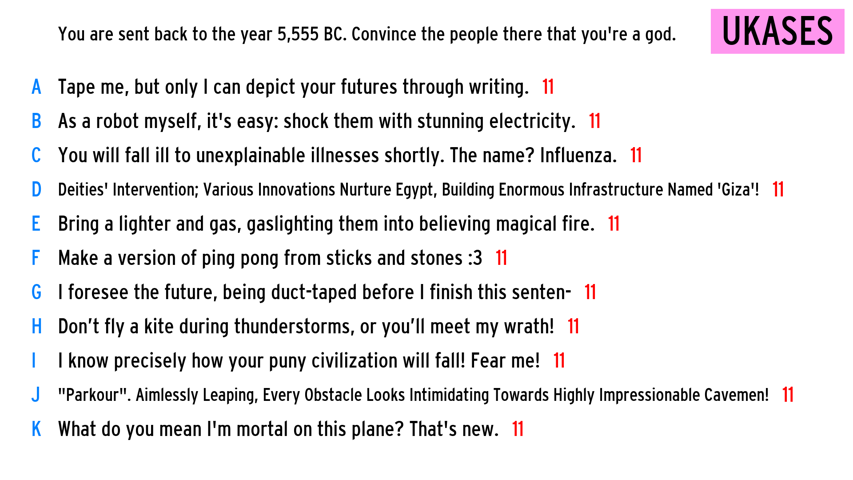 You are sent back to the year 5,555 BC. Convince the people there that you're a god.
UKASES
A Tape me, but only I can depict your futures through writing. 11
B As a robot myself, it's easy: shock them with stunning electricity. 11
C You will fall ill to unexplainable illnesses shortly. The name? Influenza. 11
D Deities' Intervention; Various Innovations Nurture Egypt, Building Enormous Infrastructure Named 'Giza'! 11
E Bring a lighter and gas, gaslighting them into believing magical fire. 11
F Make a version of ping pong from sticks and stones :3 11
G I foresee the future, being duct-taped before I finish this senten- 11
H Don’t fly a kite during thunderstorms, or you’ll meet my wrath! 11
I I know precisely how your puny civilization will fall! Fear me! 11
J "Parkour". Aimlessly Leaping, Every Obstacle Looks Intimidating Towards Highly Impressionable Cavemen! 11
K What do you mean I'm mortal on this plane? That's new. 11